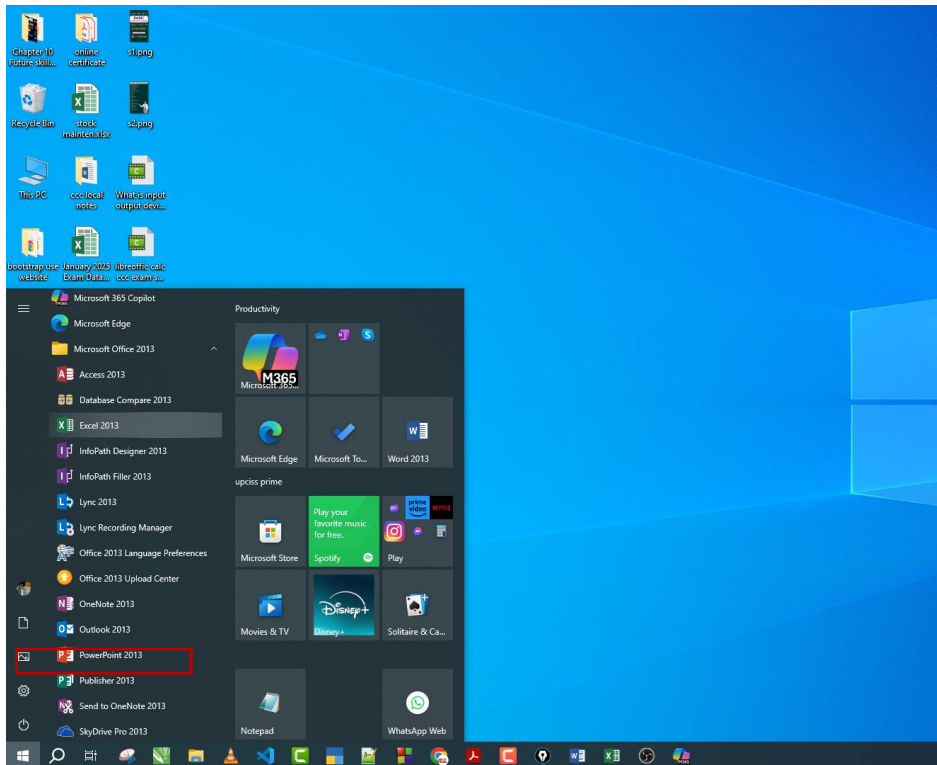 Chapter 10
Future skill...
online
certificate
s1.png
Recycle Bin
stock
mainten.xlsx
s2.png
This PC
ccc local
notes
What is input
output devi...
bootstrap use
website
January 2025
Exam Data...
libreoffic calc
ccc exam s...
Microsoft 365 Copilot
Microsoft Edge
Microsoft Office 2013
Access 2013
Database Compare 2013
Excel 2013
InfoPath Designer 2013
InfoPath Filler 2013
Lync 2013
Lync Recording Manager
Office 2013 Language Preferences
Office 2013 Upload Center
OneNote 2013
Outlook 2013
PowerPoint 2013
Publisher 2013
Send to OneNote 2013
SkyDrive Pro 2013
Productivity
M365
Microsoft 365...
Microsoft Edge
Microsoft To...
Word 2013
upciss prime
Microsoft Store
Play your
favorite music
for free.
Spotify
prime
video
NETFLIX
Play
Movies & TV
Disney+
Disney+
Solitaire & Ca...
Notepad
WhatsApp Web